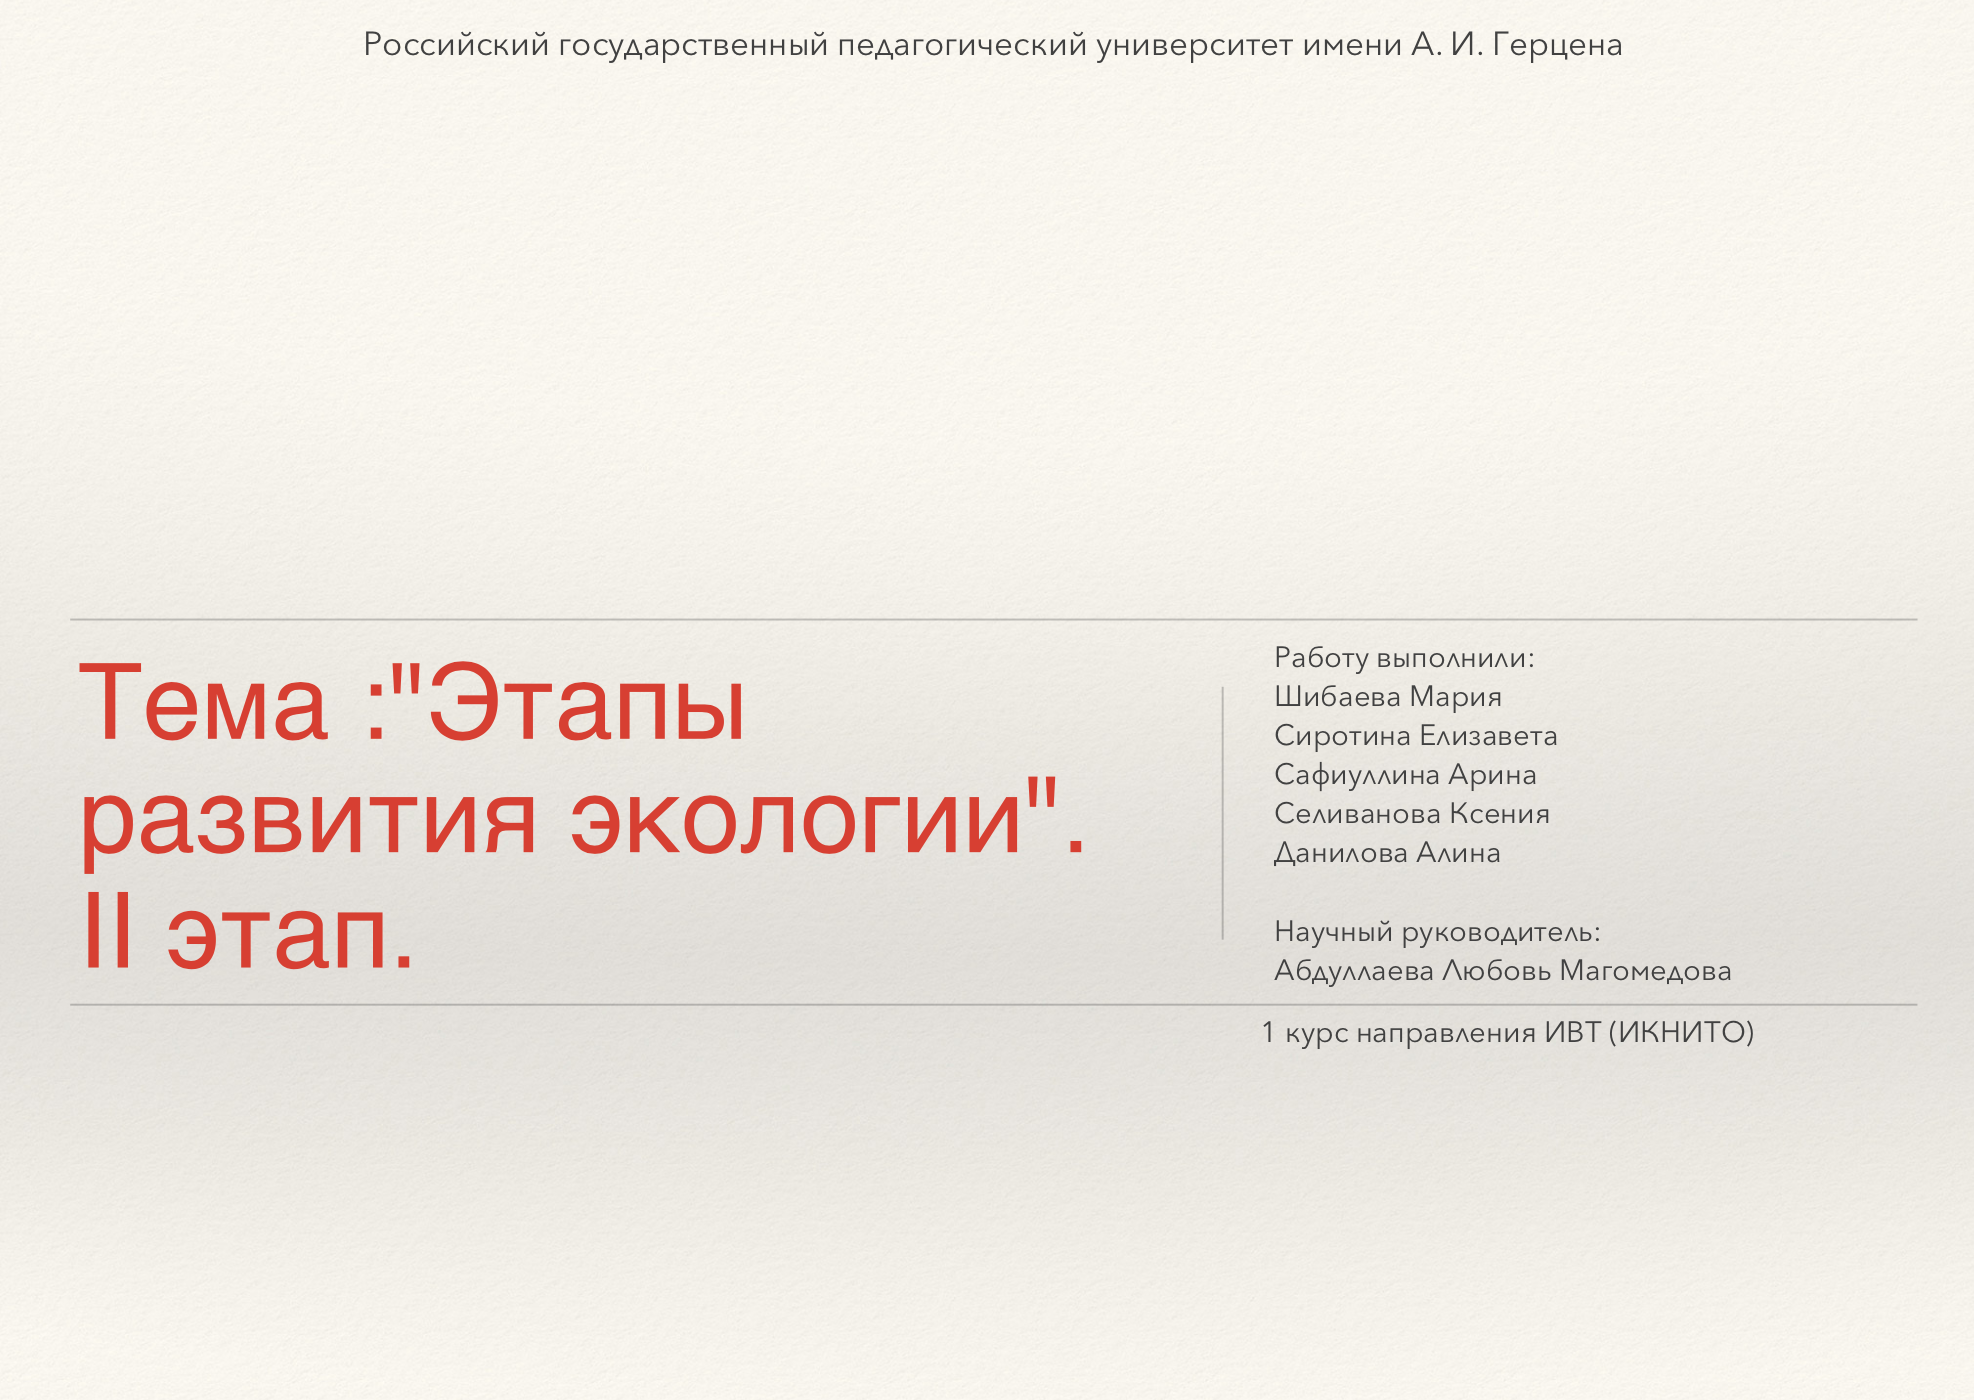 Российский государственный педагогический университет имени А. И. Герцена
Тема :"Этапы
развития экологии".
II этап.
Работу выполнили:
Шибаева Мария
Сиротина Елизавета
Сафиуллина Арина
Селиванова Ксения
Данилова Алина
Научный руководитель:
Абдуллаева Любовь Магомедова
1 курс направления ИВТ (ИКНИТО)